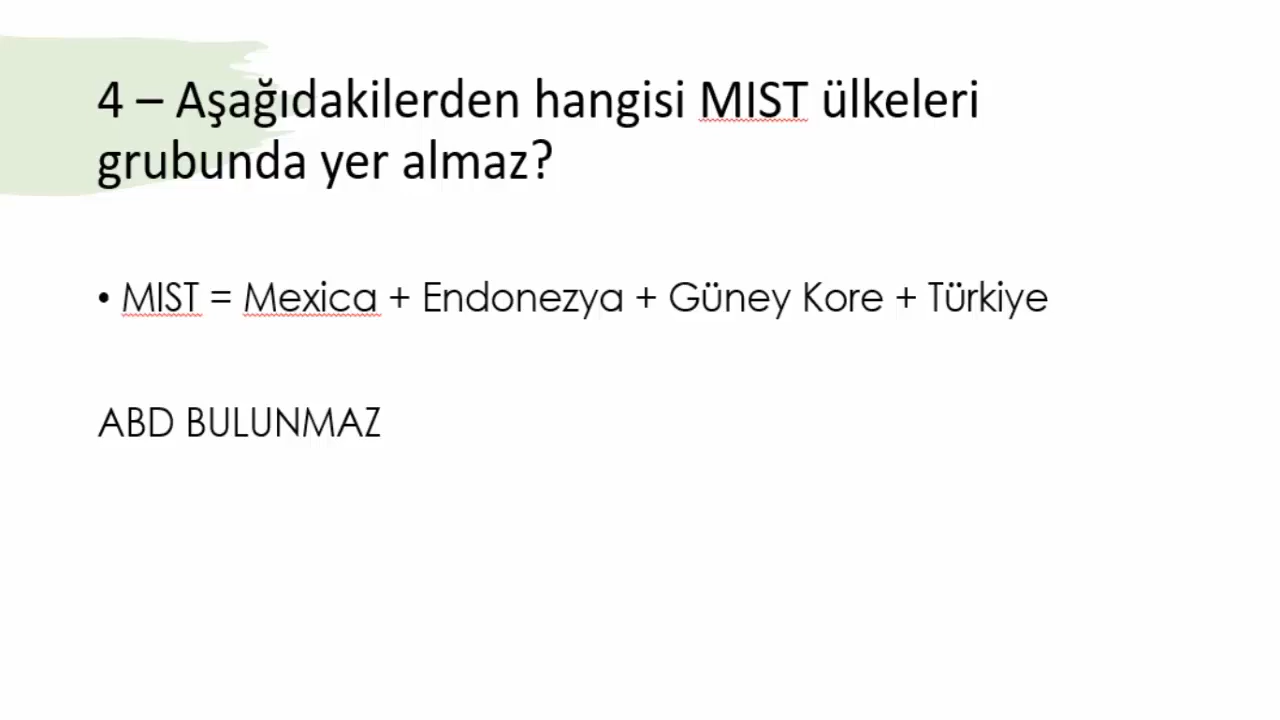 4 – Aşağıdakilerden hangisi MIST ülkeleri
grubunda yer almaz?
• MIST = Mexica + Endonezya + Güney Kore + Türkiye
ABD BULUNMAZ